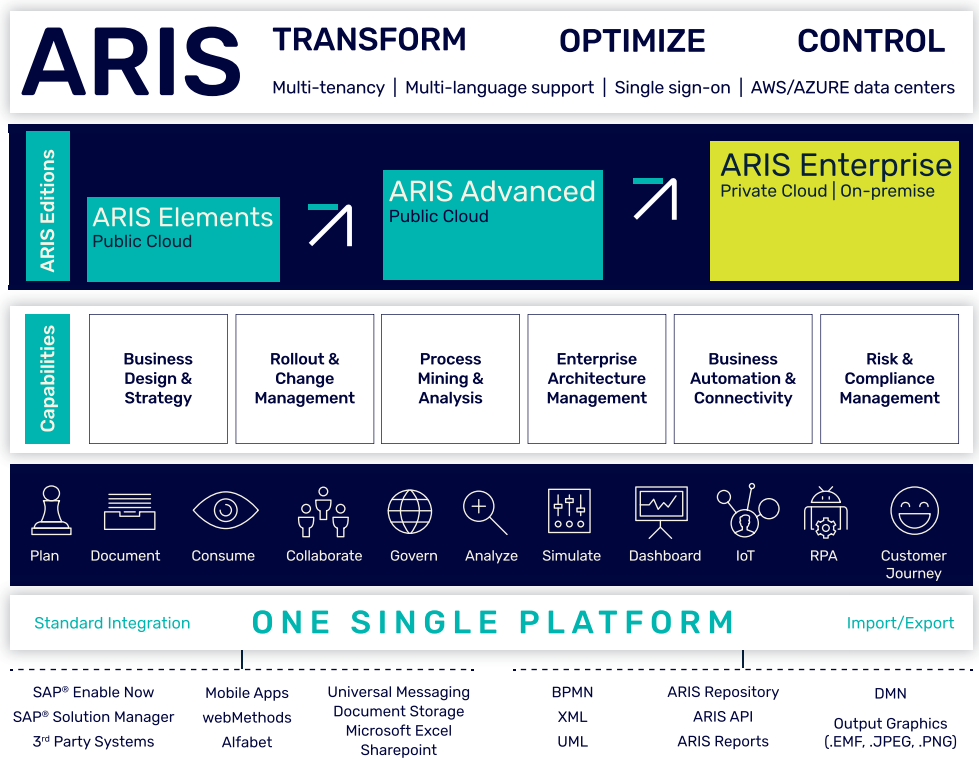 ARIS
TRANSFORM
OPTIMIZE
CONTROL
Multi-tenancy | Multi-language support | Single sign-on | AWS/AZURE data centers
ARIS Editions
ARIS Elements
Public Cloud
ARIS Advanced
Public Cloud
ARIS Enterprise
Private Cloud | On-premise
Capabilities
Business
Design &
Strategy
Rollout &
Change
Management
Process
Mining &
Analysis
Enterprise
Architecture
Management
Business
Automation &
Connectivity
Risk &
Compliance
Management
Plan
Document
Consume
Collaborate
Govern
Analyze
Simulate
Dashboard
IoT
RPA
Customer
Journey
Standard Integration
ONE SINGLE PLATFORM
Import/Export
SAP® Enable Now
SAP® Solution Manager
3rd Party Systems
Mobile Apps
webMethods
Alfabet
Universal Messaging
Document Storage
Microsoft Excel
Sharepoint
BPMN
XML
UML
ARIS Repository
ARIS API
ARIS Reports
DMN
Output Graphics
(.EMF, .JPEG, .PNG)